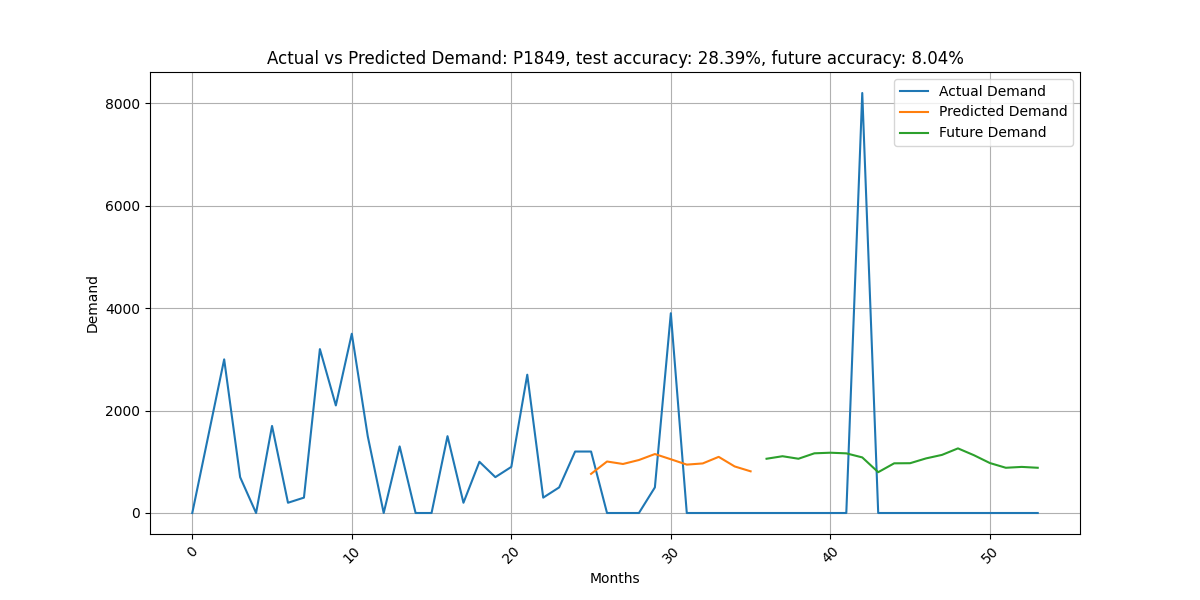 Actual vs Predicted Demand: P1849, test accuracy: 28.39%, future accuracy: 8.04%
Actual Demand
Predicted Demand
Future Demand
8000
6000
4000
2000
0
Demand
0
10
20
30
40
50
Months